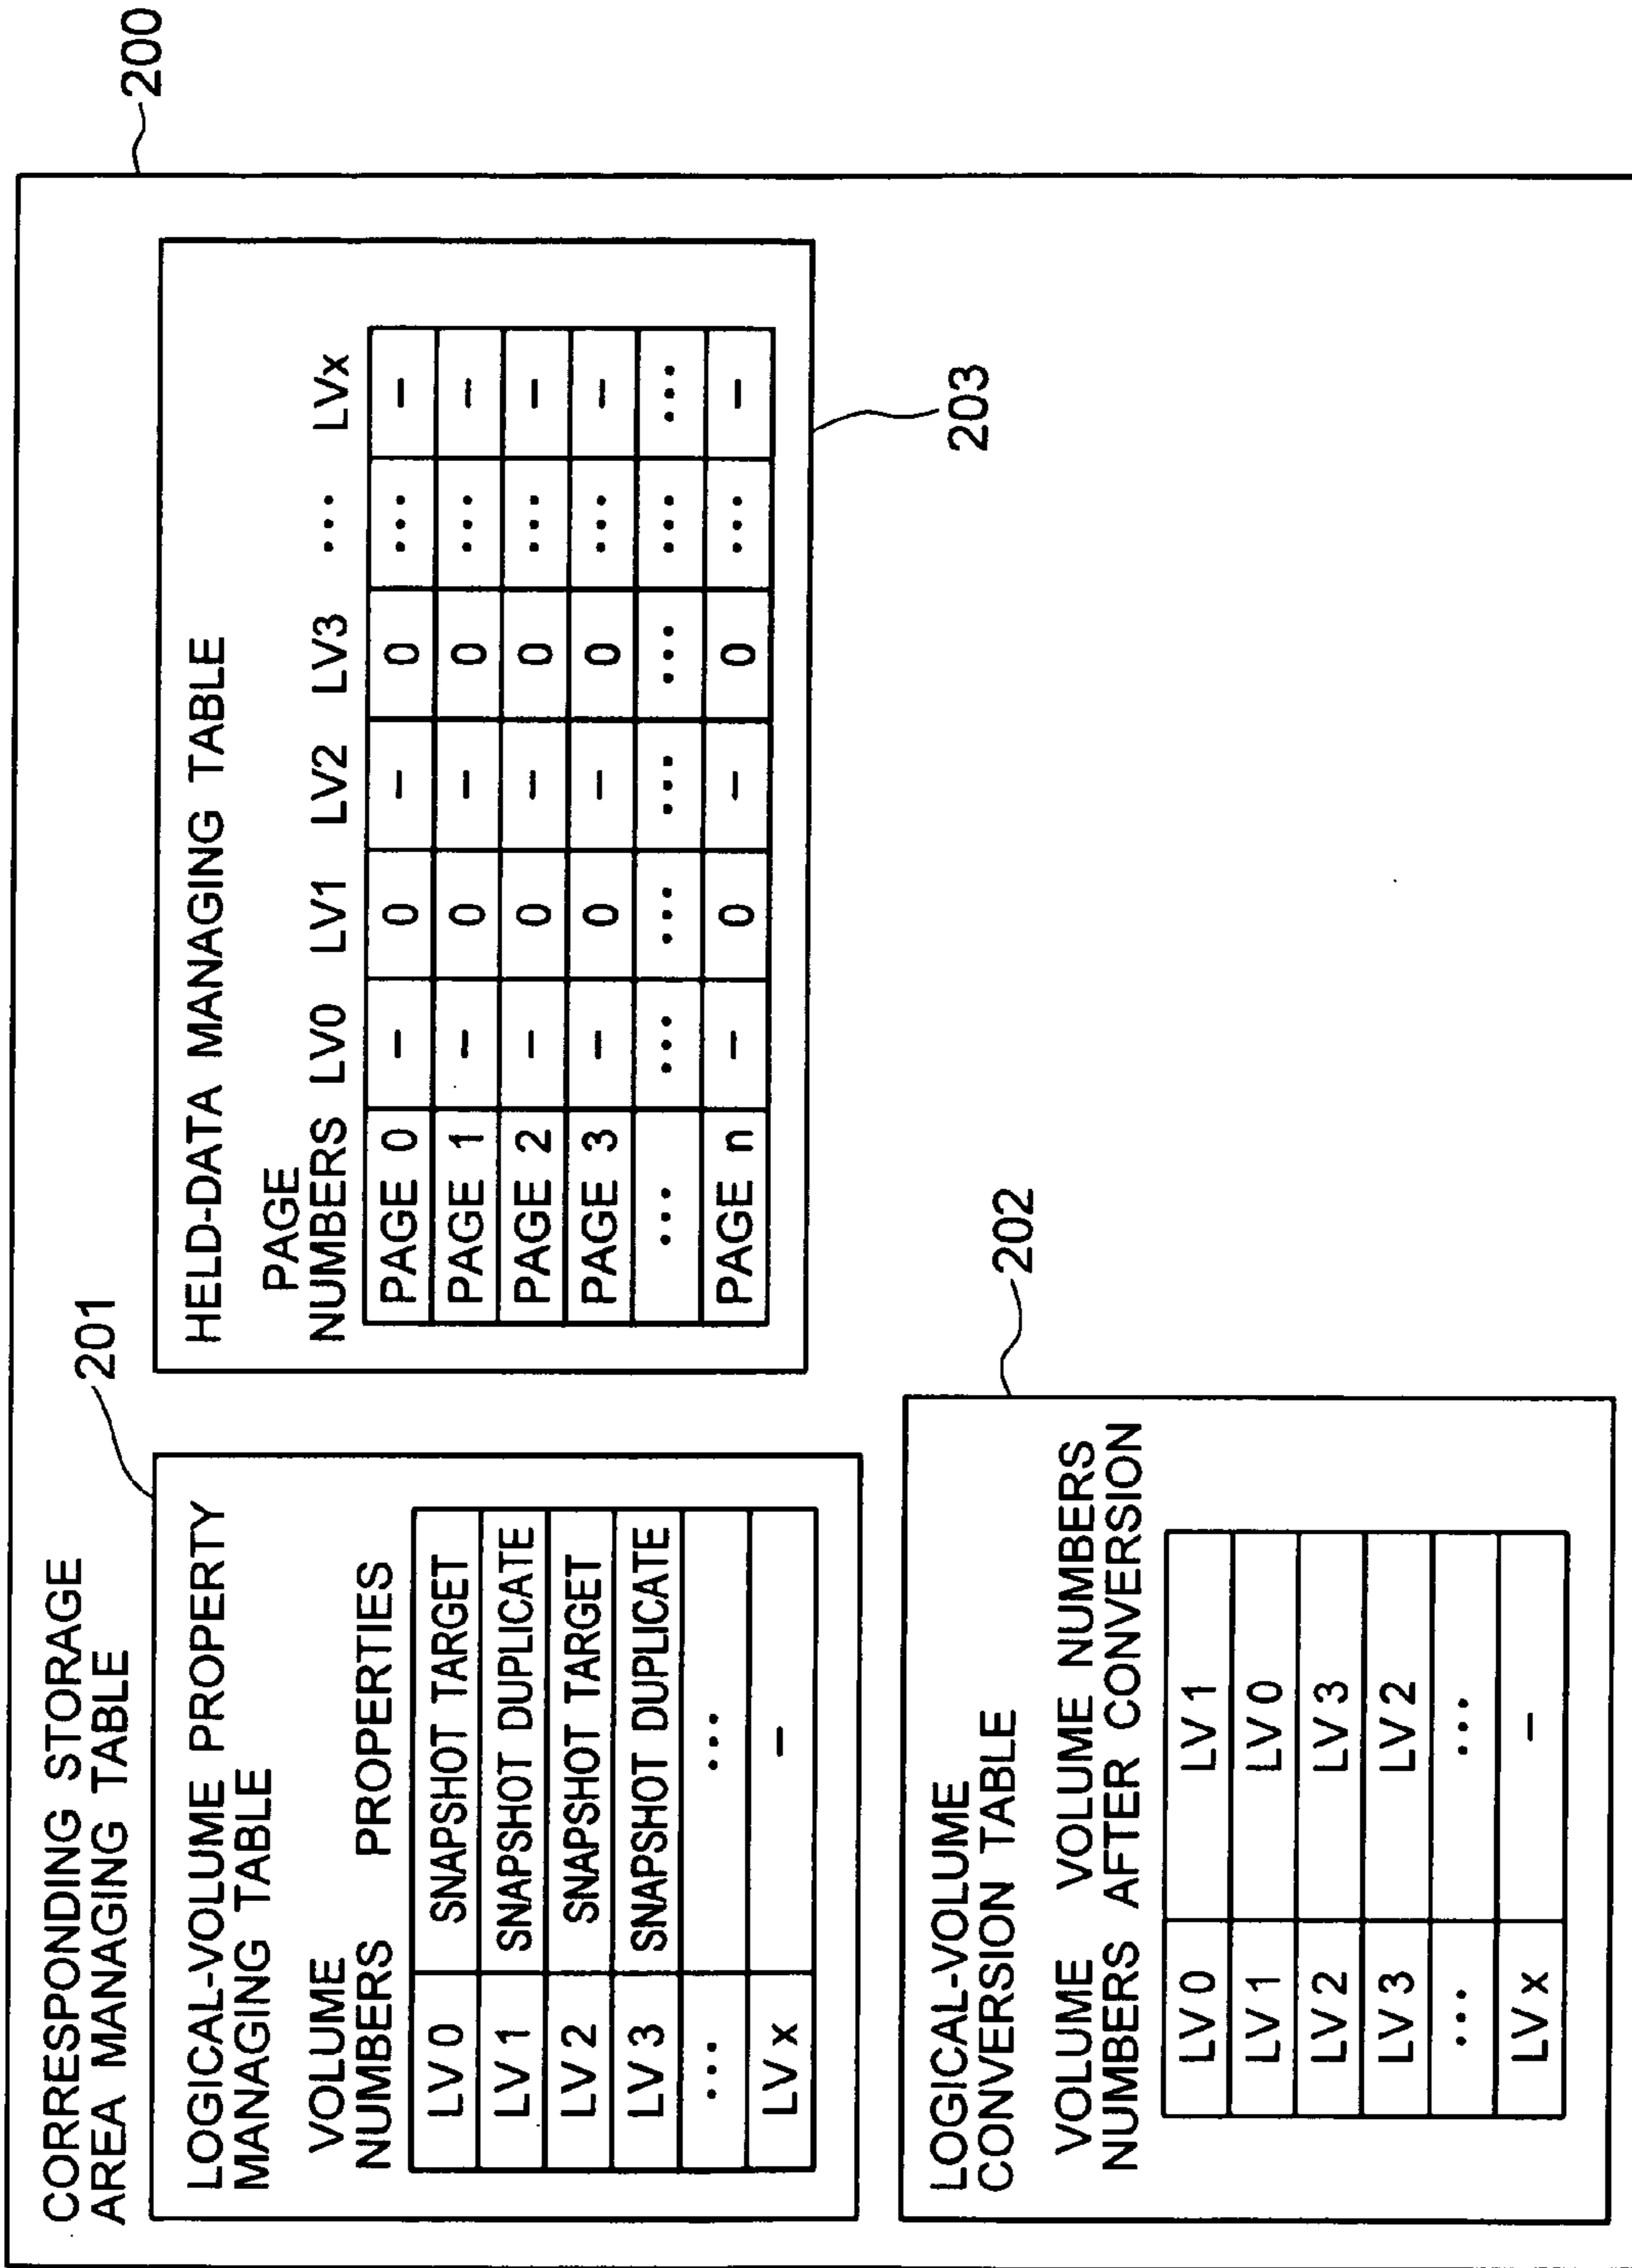 CORRESPONDING STORAGE
AREA MANAGING TABLE
200
201
LOGICAL-VOLUME PROPERTY
MANAGING TABLE
VOLUME
NUMBERS PROPERTIES
LV 0 SNAPSHOT TARGET
LV 1 SNAPSHOT DUPLICATE
LV 2 SNAPSHOT TARGET
LV 3 SNAPSHOT DUPLICATE
... ...
LV x –
HELD-DATA MANAGING TABLE
PAGE
NUMBERS LV0 LV1 LV2 LV3 ... LVx
PAGE 0 – 0 – 0 ... –
PAGE 1 – 0 – 0 ... –
PAGE 2 – 0 – 0 ... –
PAGE 3 – 0 – 0 ... –
... ... ... ... ... ... ...
PAGE n – 0 – 0 ... –
203
202
LOGICAL-VOLUME
CONVERSION TABLE
VOLUME VOLUME NUMBERS
NUMBERS AFTER CONVERSION
LV 0 LV 1
LV 1 LV 0
LV 2 LV 3
LV 3 LV 2
... ...
LV x –